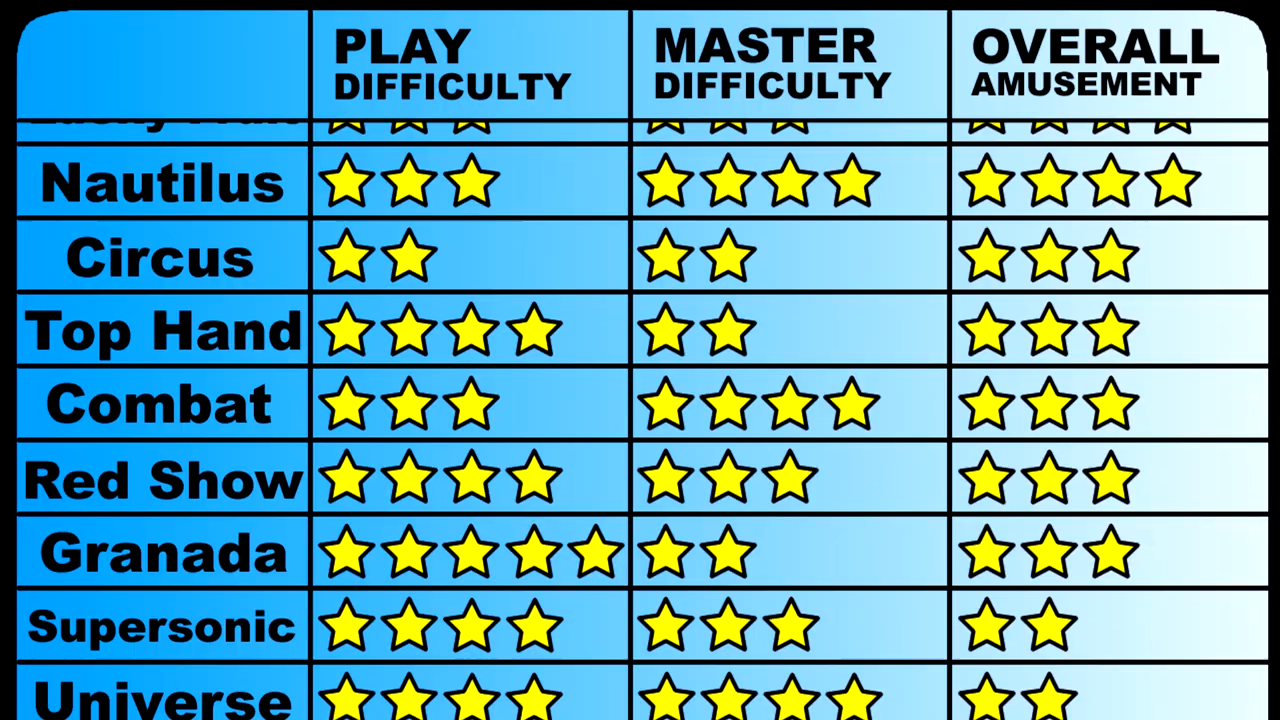 PLAY
DIFFICULTY
MASTER
DIFFICULTY
OVERALL
AMUSEMENT
Nautilus
Circus
Top Hand
Combat
Red Show
Granada
Supersonic
Universe